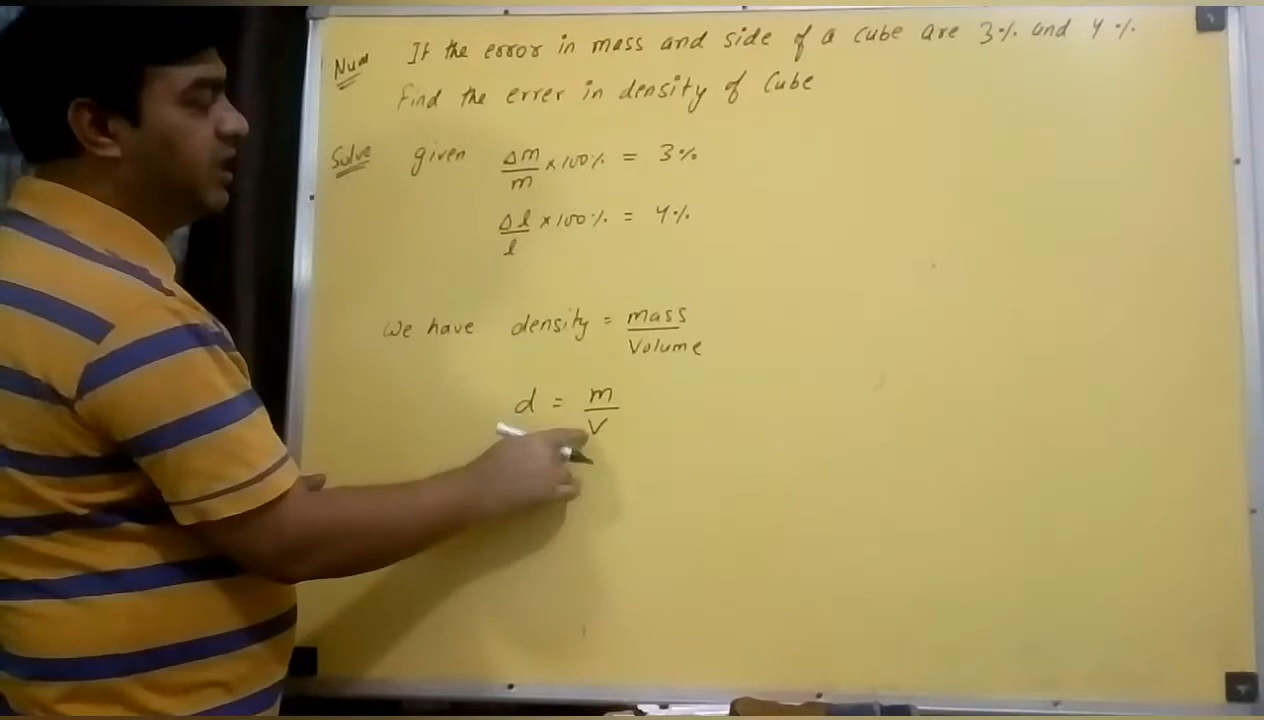 Num If the error in mass and side of a cube are 3% and 4%.
find the errer in density of Cube
Solve given Δm/m × 100% = 3%
Δl/l × 100% = 4%
We have density = mass/Volume
d = m/V